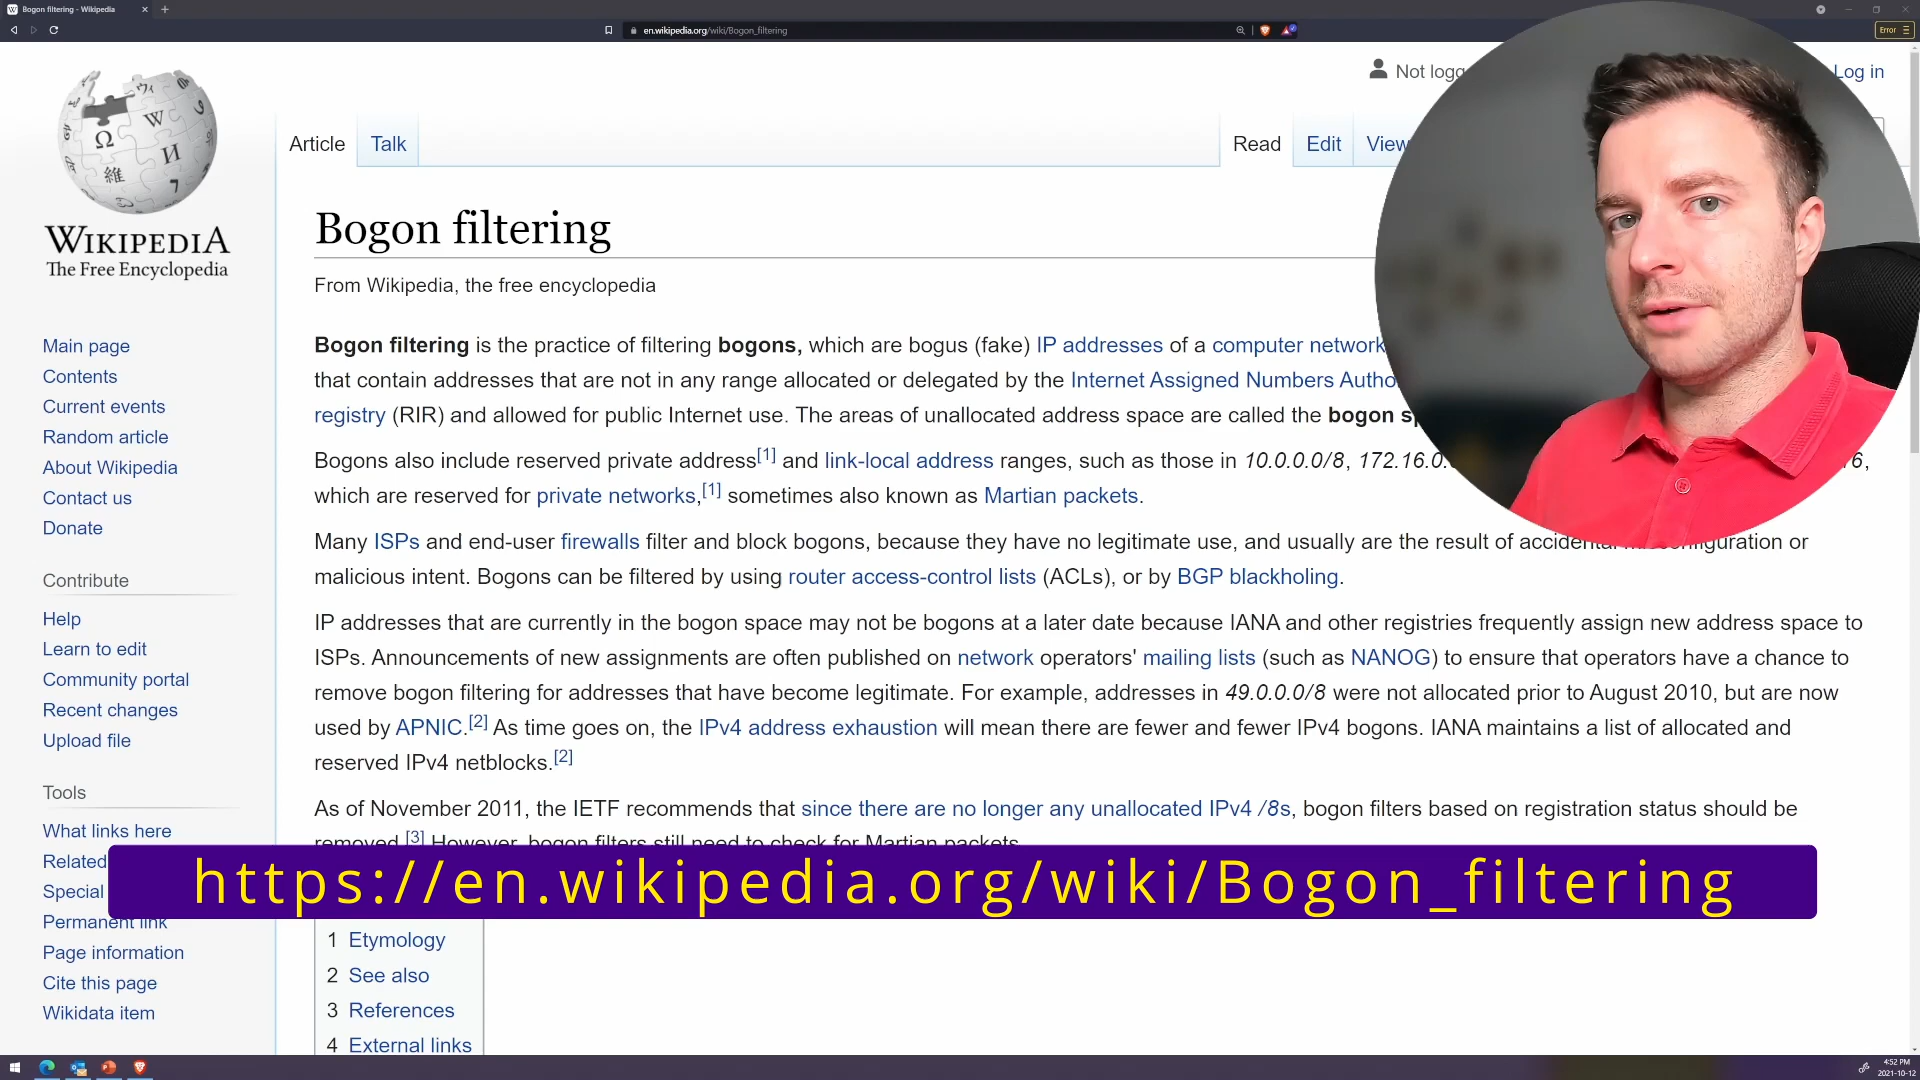 Bogon filtering - Wikipedia
en.wikipedia.org/wiki/Bogon_filtering
Error
Not logg
Log in
WIKIPEDIA
The Free Encyclopedia
Article
Talk
Read
Edit
View
Bogon filtering
From Wikipedia, the free encyclopedia
Bogon filtering is the practice of filtering bogons, which are bogus (fake) IP addresses of a computer network
that contain addresses that are not in any range allocated or delegated by the Internet Assigned Numbers Autho
registry (RIR) and allowed for public Internet use. The areas of unallocated address space are called the bogon sp
Bogons also include reserved private address[1] and link-local address ranges, such as those in 10.0.0.0/8, 172.16.0. 6,
which are reserved for private networks,[1] sometimes also known as Martian packets.
Many ISPs and end-user firewalls filter and block bogons, because they have no legitimate use, and usually are the result of accidental misconfiguration or
malicious intent. Bogons can be filtered by using router access-control lists (ACLs), or by BGP blackholing.
IP addresses that are currently in the bogon space may not be bogons at a later date because IANA and other registries frequently assign new address space to
ISPs. Announcements of new assignments are often published on network operators' mailing lists (such as NANOG) to ensure that operators have a chance to
remove bogon filtering for addresses that have become legitimate. For example, addresses in 49.0.0.0/8 were not allocated prior to August 2010, but are now
used by APNIC.[2] As time goes on, the IPv4 address exhaustion will mean there are fewer and fewer IPv4 bogons. IANA maintains a list of allocated and
reserved IPv4 netblocks.[2]
As of November 2011, the IETF recommends that since there are no longer any unallocated IPv4 /8s, bogon filters based on registration status should be
removed.[3] However, bogon filters still need to check for Martian packets.
https://en.wikipedia.org/wiki/Bogon_filtering
1 Etymology
2 See also
3 References
4 External links
Main page
Contents
Current events
Random article
About Wikipedia
Contact us
Donate
Contribute
Help
Learn to edit
Community portal
Recent changes
Upload file
Tools
What links here
Related
Special
Permanent link
Page information
Cite this page
Wikidata item
4:52 PM
2021-10-12